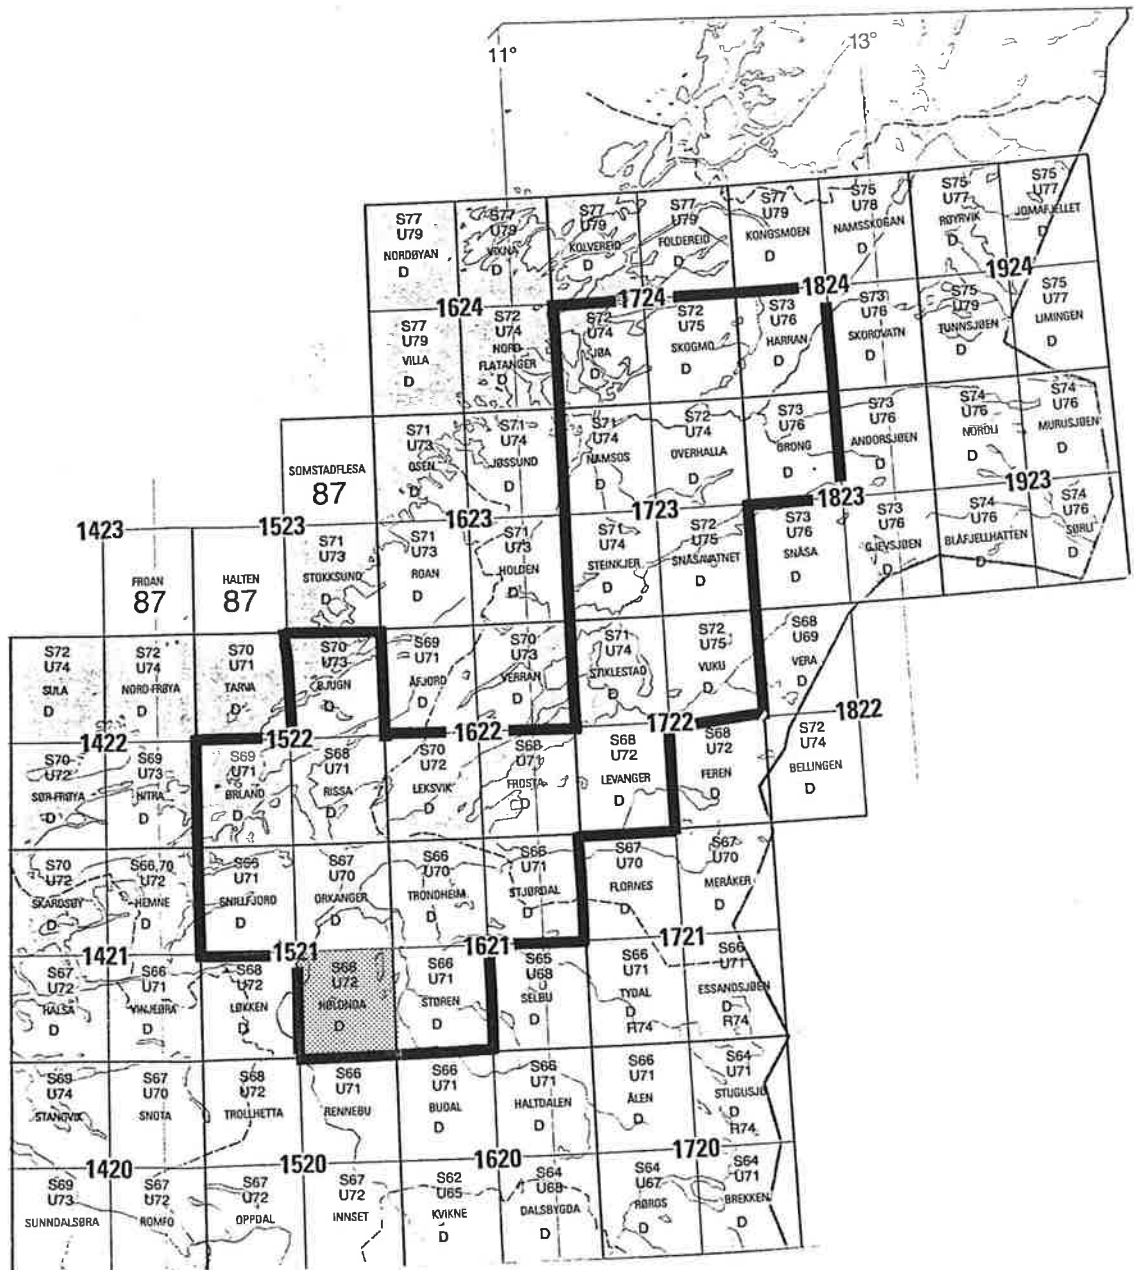 11°
13°
S77
U79
NORDØYAN
D
S77
U79
VIKNA
D
S77
U79
KOLVEREID
D
S77
U79
FOLDEREID
D
S77
U79
KONGSMOEN
D
S75
U78
NAMSSKOGAN
D
S75
U77
RØYRVIK
D
S75
U77
JOMAFJELLET
D
1624
1724
1824
1924
S77
U79
VILLA
D
S72
U74
NORD-
FLATANGER
D
S72
U74
JØA
D
S72
U75
SKOGMO
D
S73
U76
HARRAN
D
S73
U76
SKOROVATN
D
S75
U79
TUNNSJØEN
D
S75
U77
LIMINGEN
D
SOMSTADFLESA
87
S71
U73
OSEN
D
S71
U74
JØSSUND
D
S71
U74
NAMSOS
D
S72
U74
OVERHALLA
D
S73
U76
GRONG
D
S73
U76
ANDORSJØEN
D
S74
U76
NORDLI
D
S74
U76
MURUSJØEN
D
1423
1523
1623
1723
1823
1923
FROAN
87
HALTEN
87
S71
U73
STOKKSUND
D
S71
U73
ROAN
D
S71
U73
HOLDEN
D
S71
U74
STEINKJER
D
S72
U75
SNÅSAVATNET
D
S73
U76
SNÅSA
D
S73
U76
GJEVSJØEN
D
S74
U76
BLÅFJELLHATTEN
D
S74
U76
SØRLI
D
S72
U74
SULA
D
S72
U74
NORD-FRØYA
D
S70
U71
TARVA
D
S70
U73
BJUGN
D
S69
U71
ÅFJORD
D
S70
U73
VERRAN
D
S71
U74
STIKLESTAD
D
S72
U75
VUKU
D
S68
U69
VERA
D
1422
1522
1622
1722
1822
S70
U72
SØR-FRØYA
D
S69
U73
HITRA
D
S69
U71
ØRLAND
D
S68
U71
RISSA
D
S70
U72
LEKSVIK
D
S68
U71
FROSTA
D
S68
U72
LEVANGER
D
S68
U72
FEREN
D
S72
U74
BELLINGEN
D
S70
U72
SKARDSØY
D
S66,70
U72
HEMNE
D
S66
U71
SNILLFJORD
D
S67
U70
ORKANGER
D
S66
U70
TRONDHEIM
D
S66
U71
STJØRDAL
D
S67
U70
FLORNES
D
S67
U70
MERÅKER
D
1421
1521
1621
1721
S67
U72
HALSA
D
S66
U71
VINJEØRA
D
S68
U72
LØKKEN
D
S68
U72
HØLONDA
D
S66
U71
STØREN
D
S65
U68
SELBU
D
S66
U71
TYDAL
D
R74
S66
U71
ESSANDSJØEN
D
R74
S69
U74
STANGVIK
S67
U70
SNOTA
S68
U72
TROLLHETTA
S66
U71
RENNEBU
S66
U71
BUDAL
D
S66
U71
HALTDALEN
D
S66
U71
ÅLEN
D
S64
U71
STUGUSJØ
D
R74
1420
1520
1620
1720
S69
U73
SUNNDALSØRA
S67
U72
ROMFO
S67
U72
OPPDAL
S67
U72
INNSET
S62
U65
KVIKNE
D
S64
U68
DALSBYGDA
D
S64
U67
RØROS
D
S64
U71
BREKKEN
D